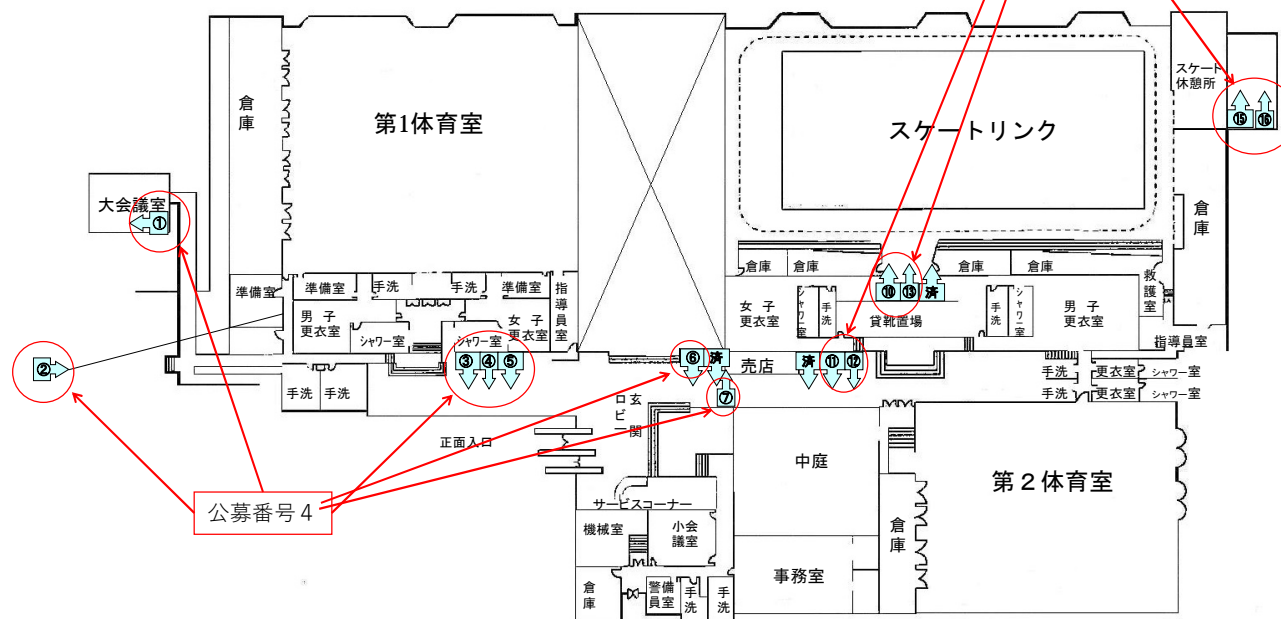 倉庫
第1体育室
スケートリンク
スケート
休憩所
⑮
⑯
大会議室
①
倉庫
準備室
準備室
手洗
手洗
準備室
指導員室
男子
更衣室
シャワー室
シャワー室
女子
更衣室
倉庫
倉庫
倉庫
倉庫
⑩
⑬
済
女子
更衣室
シャワー室
手洗
貸靴置場
手洗
シャワー室
男子
更衣室
救護室
指導員室
②
③
④
⑤
⑥
済
売店
済
⑪
⑫
⑦
手洗
手洗
手洗
更衣室
シャワー室
手洗
更衣室
シャワー室
玄関
ロビー
正面入口
中庭
第2体育室
公募番号4
サービスコーナー
機械室
小会
議室
倉庫
事務室
倉庫
警備
員室
手洗
手洗